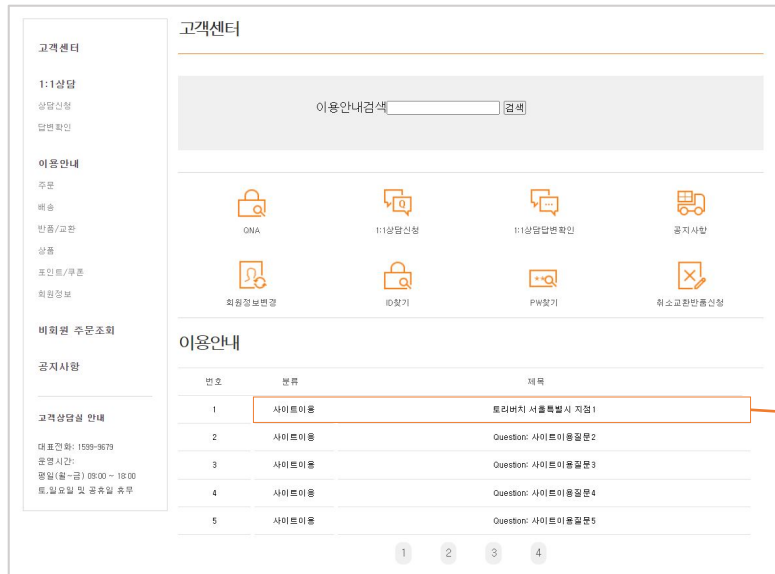 고객센터
1:1상담
상담신청
답변확인
이용안내
주문
배송
반품/교환
상품
포인트/쿠폰
회원정보
비회원 주문조회
공지사항
고객상담실 안내
대표전화: 1599-9679
운영시간:
평일(월-금) 09:00 ~ 18:00
토,일요일 및 공휴일 휴무
고객센터
이용안내검색 검색
QNA 1:1상담신청 1:1상담답변확인 공지사항
회원정보변경 ID찾기 PW찾기 취소교환반품신청
이용안내
번호 분류 제목
1 사이트이용 토리버치 서울특별시 지점1
2 사이트이용 Question: 사이트이용질문2
3 사이트이용 Question: 사이트이용질문3
4 사이트이용 Question: 사이트이용질문4
5 사이트이용 Question: 사이트이용질문5
1 2 3 4